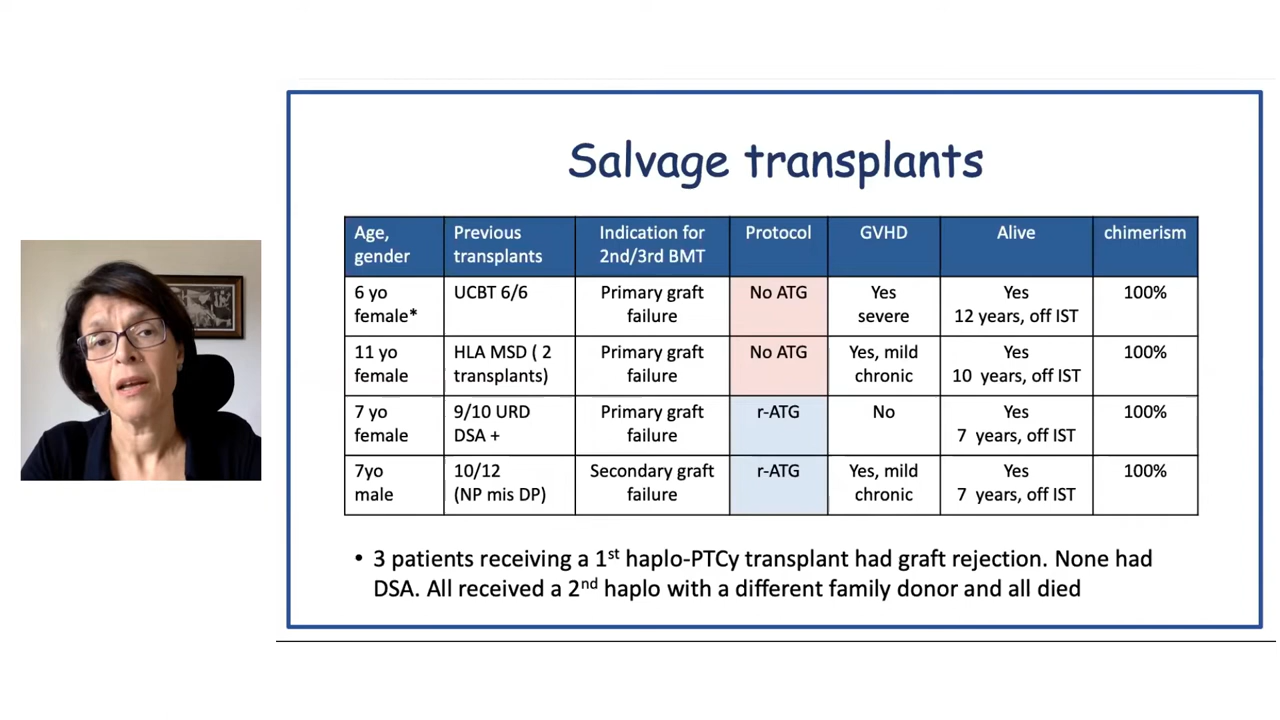 Salvage transplants
Age, gender
Previous transplants
Indication for 2nd/3rd BMT
Protocol
GVHD
Alive
chimerism
6 yo female*
UCBT 6/6
Primary graft failure
No ATG
Yes severe
Yes 12 years, off IST
100%
11 yo female
HLA MSD ( 2 transplants)
Primary graft failure
No ATG
Yes, mild chronic
Yes 10 years, off IST
100%
7 yo female
9/10 URD DSA +
Primary graft failure
r-ATG
No
Yes 7 years, off IST
100%
7yo male
10/12 (NP mis DP)
Secondary graft failure
r-ATG
Yes, mild chronic
Yes 7 years, off IST
100%
• 3 patients receiving a 1st haplo-PTCy transplant had graft rejection. None had
DSA. All received a 2nd haplo with a different family donor and all died